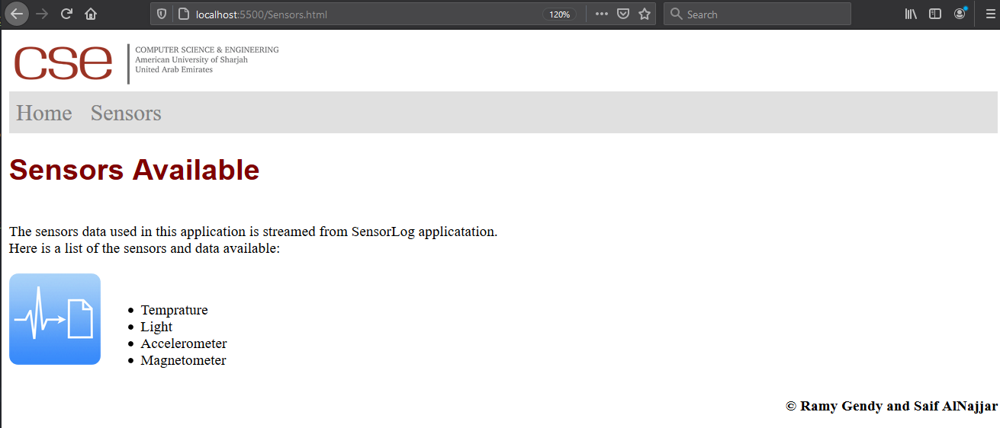 localhost:5500/Sensors.html
120%
Search
cse
COMPUTER SCIENCE & ENGINEERING
American University of Sharjah
United Arab Emirates
Home Sensors
Sensors Available
The sensors data used in this application is streamed from SensorLog applicatation.
Here is a list of the sensors and data available:
Temprature
Light
Accelerometer
Magnetometer
© Ramy Gendy and Saif AlNajjar